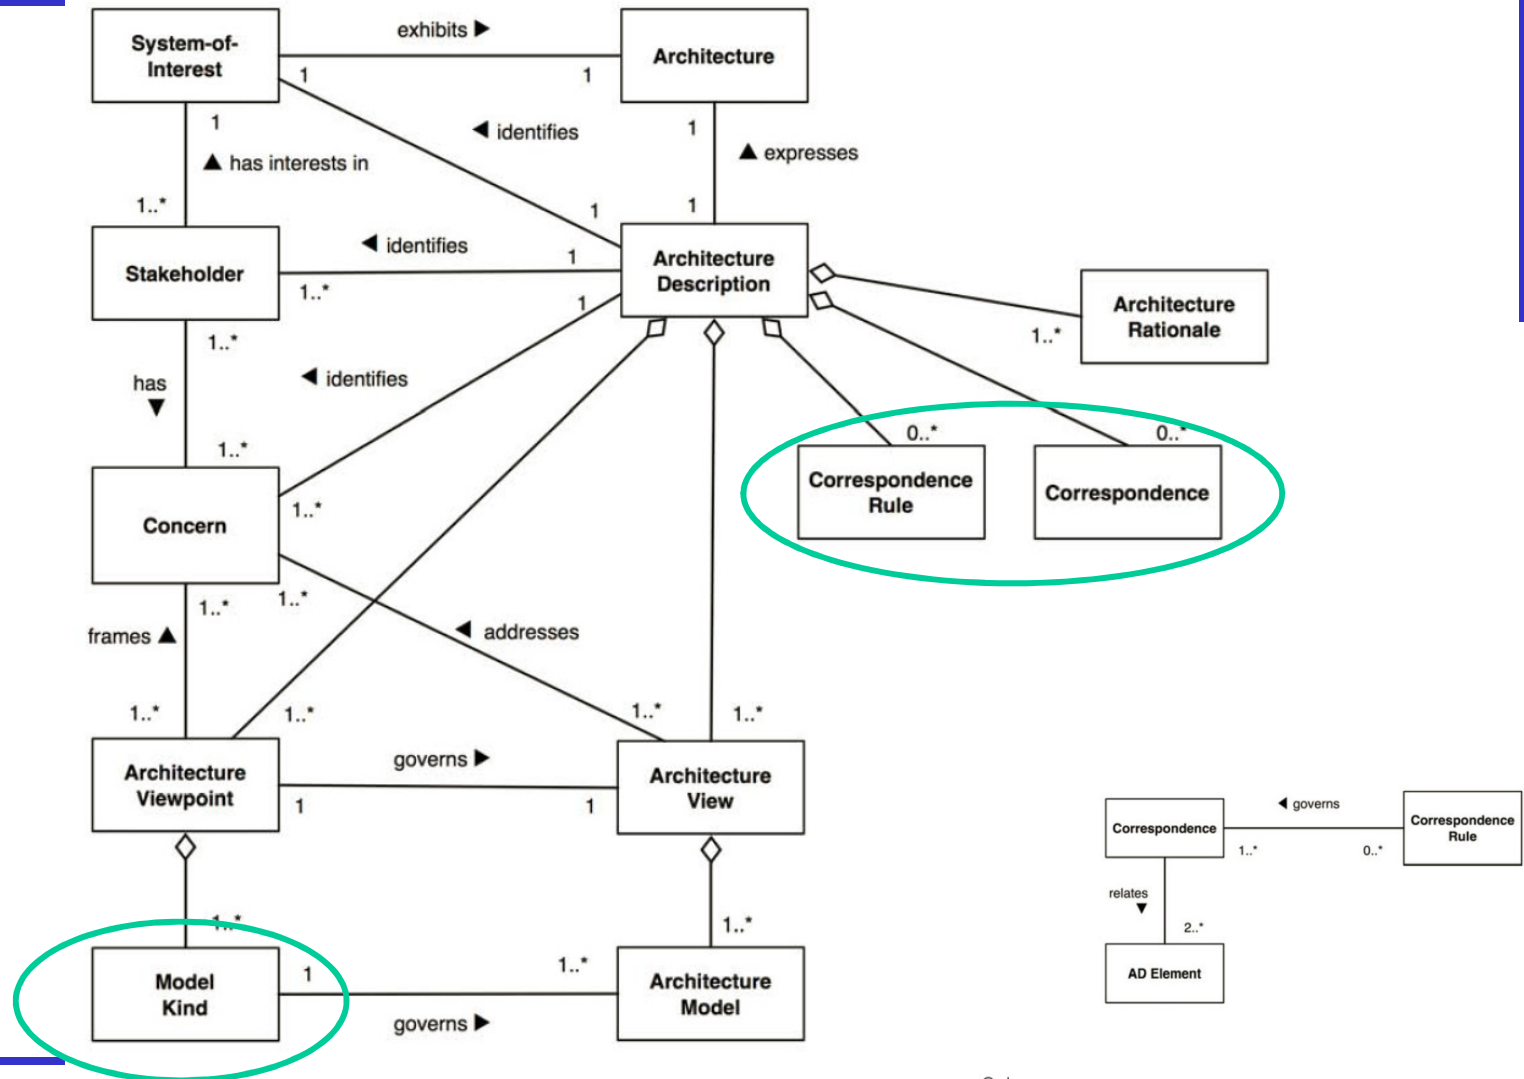 System-of-
Interest
exhibits ▶
Architecture
1
1
1
◀ identifies
1
▲ expresses
▲ has interests in
1..*
1
1
Stakeholder
◀ identifies
1
1..*
Architecture
Description
1
Architecture
Rationale
1..*
1..*
has
▼
◀ identifies
1..*
1..*
0..*
0..*
Correspondence
Rule
Correspondence
Concern
1..*
1..*
frames ▲
◀ addresses
1..*
1..*
1..*
1..*
Architecture
Viewpoint
governs ▶
1
1
Architecture
View
1..*
1..*
Model
Kind
1
1..*
governs ▶
Architecture
Model
Correspondence
◀ governs
1..*
0..*
Correspondence
Rule
relates
▼
2..*
AD Element